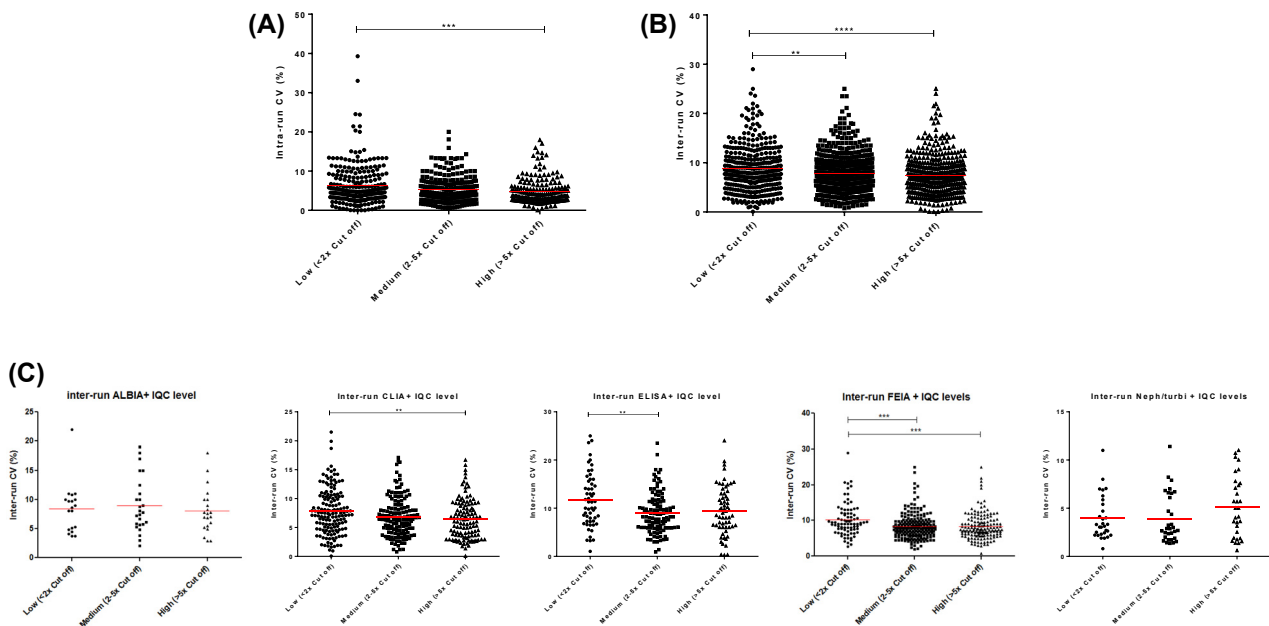 (A)
50
40
30
20
10
0
Intra-run CV (%)
***
Low (<2x Cut off)
Medium (2-5x Cut off)
High (>5x Cut off)
(B)
40
30
20
10
0
Inter-run CV (%)
****
**
Low (<2x Cut off)
Medium (2-5x Cut off)
High (>5x Cut off)
(C)
inter-run ALBIA+ IQC level
25
20
15
10
5
0
Inter-run CV (%)
Low (<2x Cut off)
Medium (2-5x Cut off)
High (>5x Cut off)
Inter-run CLIA+ IQC level
25
20
15
10
5
0
Inter-run CV (%)
**
Low (<2x Cut off)
Medium (2-5x Cut off)
High (>5x Cut off)
Inter-run ELISA+ IQC level
30
20
10
0
Inter-run CV (%)
**
Low (<2x Cut off)
Medium (2-5x Cut off)
High (>5x Cut off)
Inter-run FEIA + IQC levels
40
30
20
10
0
Inter-run CV (%)
***
***
Low (<2x Cut off)
Medium (2-5x Cut off)
High (>5x Cut off)
Inter-run Neph/turbi + IQC levels
15
10
5
0
Inter-run CV (%)
Low (<2x Cut off)
Medium (2-5x Cut off)
High (>5x Cut off)